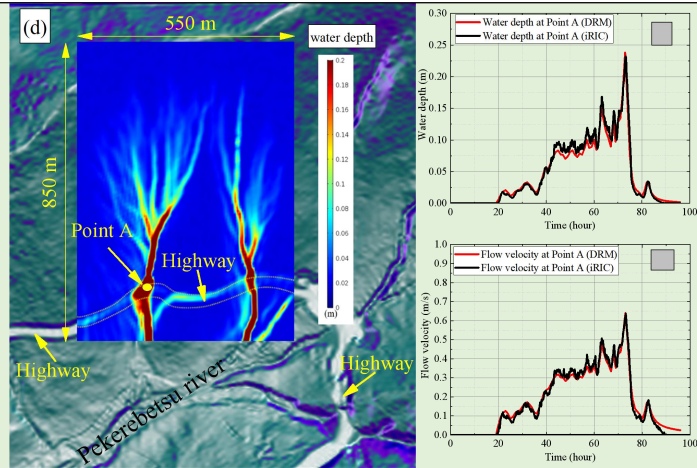 (d)
550 m
850 m
water depth
0.2
0.18
0.16
0.14
0.12
0.1
0.08
0.06
0.04
0.02
0
(m)
Point A
Highway
Highway
Highway
Pekerebetsu river
Water depth at Point A (DRM)
Water depth at Point A (iRIC)
Water depth (m)
0.30
0.25
0.20
0.15
0.10
0.05
0.00
0 20 40 60 80 100
Time (hour)
Flow velocity at Point A (DRM)
Flow velocity at Point A (iRIC)
Flow velocity (m/s)
1.0
0.9
0.8
0.7
0.6
0.5
0.4
0.3
0.2
0.1
0.0
0 20 40 60 80 100
Time (hour)